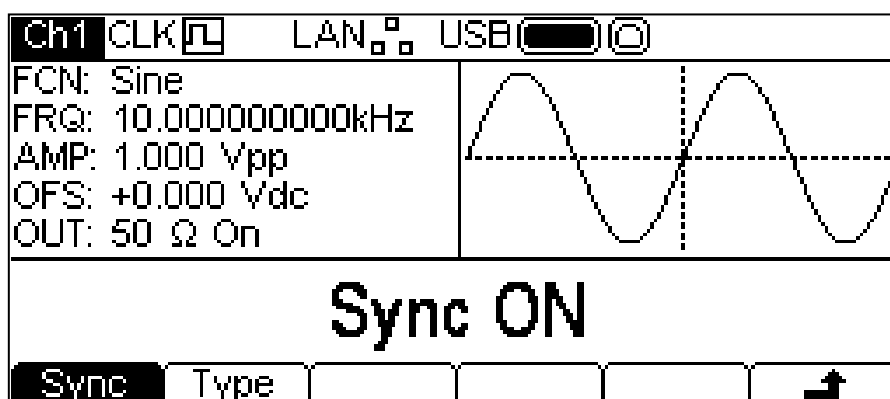 Ch1 CLK LAN USB
FCN: Sine
FRQ: 10.000000000kHz
AMP: 1.000 Vpp
OFS: +0.000 Vdc
OUT: 50 Ω On
Sync ON
Sync Type